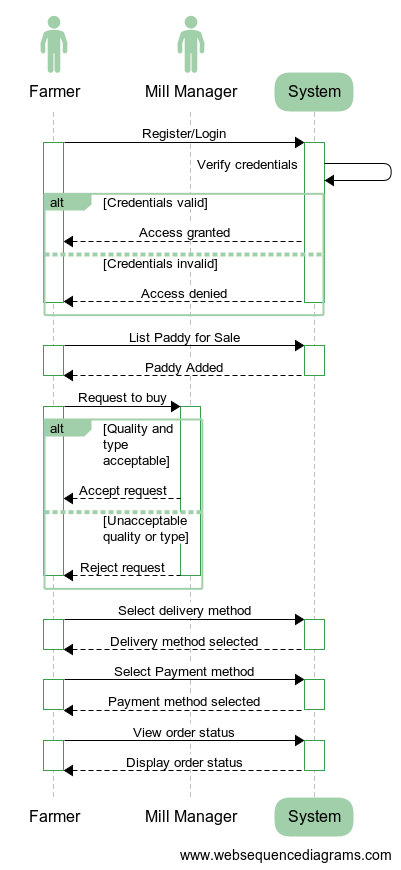 Farmer
Mill Manager
System
Register/Login
Verify credentials
alt
[Credentials valid]
Access granted
[Credentials invalid]
Access denied
List Paddy for Sale
Paddy Added
Request to buy
alt
[Quality and
type
acceptable]
Accept request
[Unacceptable
quality or type]
Reject request
Select delivery method
Delivery method selected
Select Payment method
Payment method selected
View order status
Display order status
Farmer
Mill Manager
System
www.websequencediagrams.com